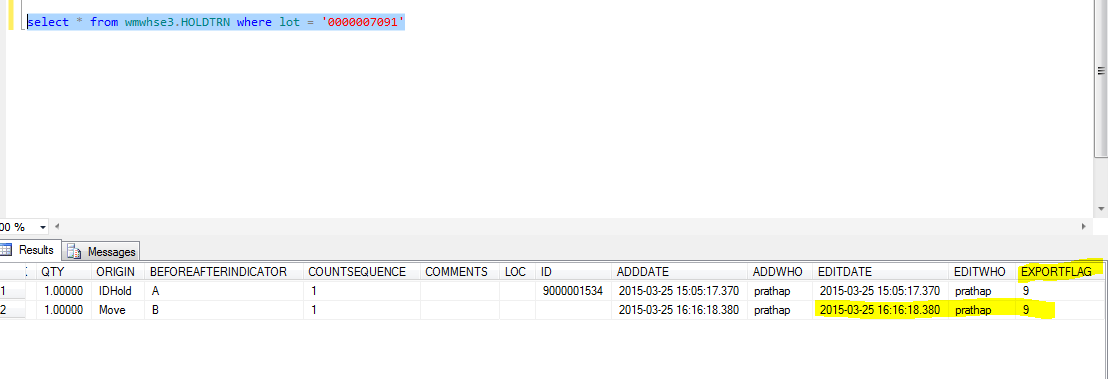 select * from wmwhse3.HOLDTRN where lot = '0000007091'
00 %
Results Messages
QTY ORIGIN BEFOREAFTERINDICATOR COUNTSEQUENCE COMMENTS LOC ID ADDDATE ADDWHO EDITDATE EDITWHO EXPORTFLAG
1 1.00000 IDHold A 1 9000001534 2015-03-25 15:05:17.370 prathap 2015-03-25 15:05:17.370 prathap 9
2 1.00000 Move B 1 2015-03-25 16:16:18.380 prathap 2015-03-25 16:16:18.380 prathap 9